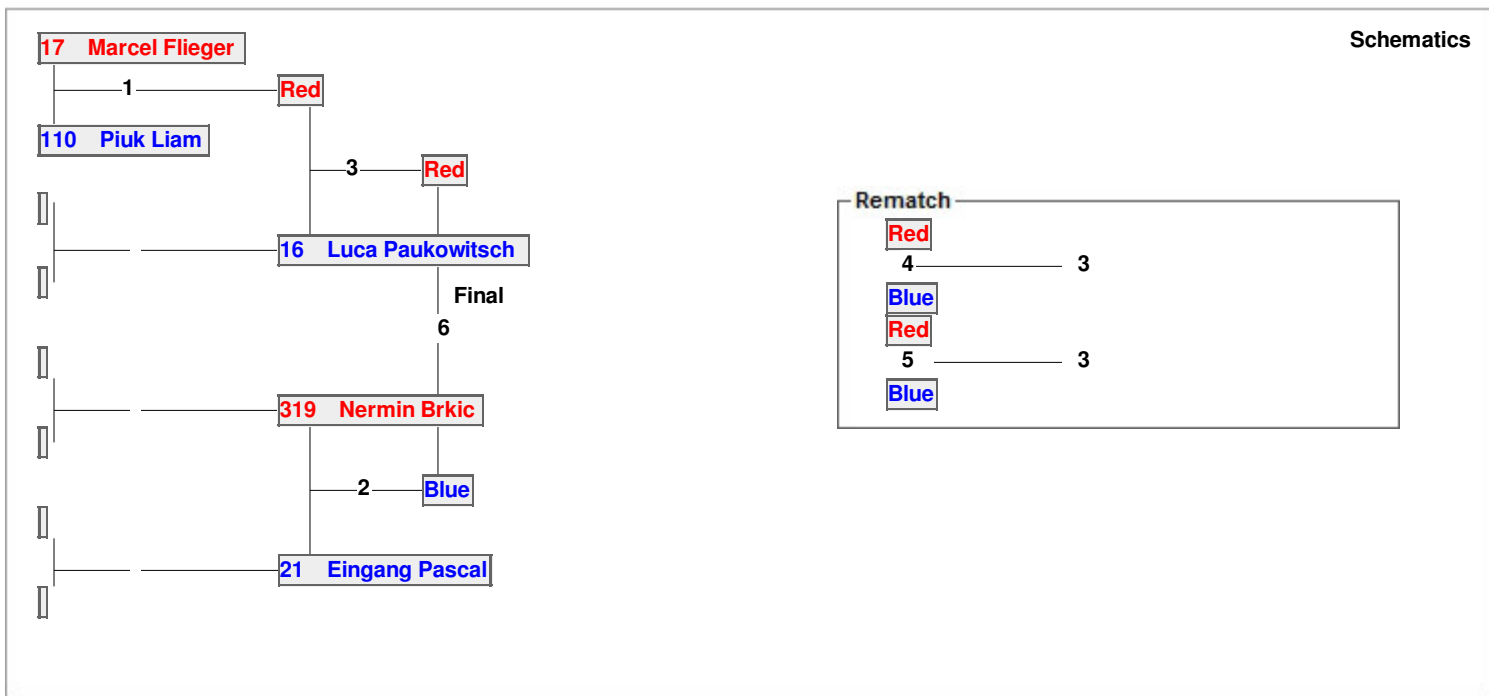 Schematics
17 Marcel Flieger
1
Red
110 Piuk Liam
3
Red
16 Luca Paukowitsch
Final
6
319 Nermin Brkic
2
Blue
21 Eingang Pascal
Rematch
Red
4 3
Blue
Red
5 3
Blue